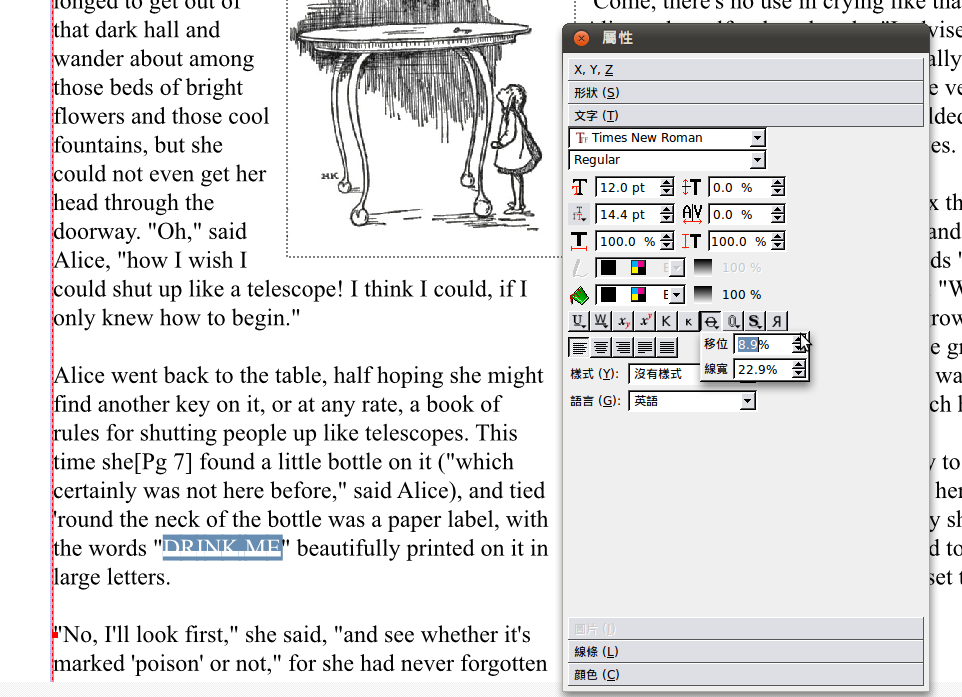 longed to get out of
that dark hall and
wander about among
those beds of bright
flowers and those cool
fountains, but she
could not even get her
head through the
doorway. "Oh," said
Alice, "how I wish I
could shut up like a telescope! I think I could, if I
only knew how to begin."
Alice went back to the table, half hoping she might
find another key on it, or at any rate, a book of
rules for shutting people up like telescopes. This
time she[Pg 7] found a little bottle on it ("which
certainly was not here before," said Alice), and tied
'round the neck of the bottle was a paper label, with
the words "DRINK ME" beautifully printed on it in
large letters.
"No, I'll look first," she said, "and see whether it's
marked 'poison' or not," for she had never forgotten
HK
"Come, there's no use in crying like
屬性
X, Y, Z
形狀 (S)
文字 (T)
Times New Roman
Regular
12.0 pt 0.0 %
14.4 pt 0.0 %
100.0 % 100.0 %
100 %
100 %
移位 8.9%
線寬 22.9%
樣式 (Y): 沒有樣式
語言 (G): 英語
圖片 (I)
線條 (L)
顏色 (C)